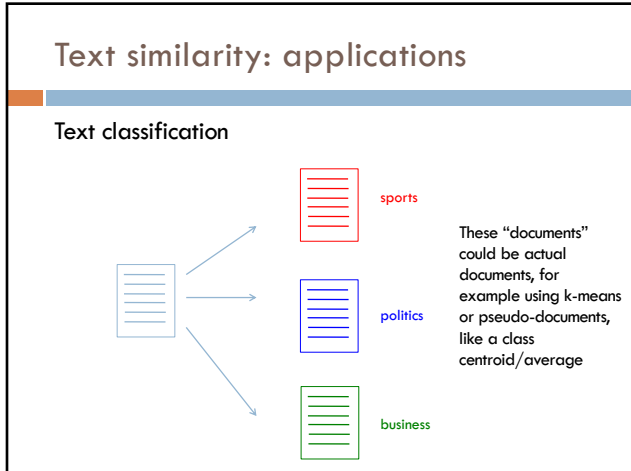 Text similarity: applications
Text classification
sports
These “documents”
could be actual
documents, for
example using k-means
or pseudo-documents,
like a class
centroid/average
politics
business